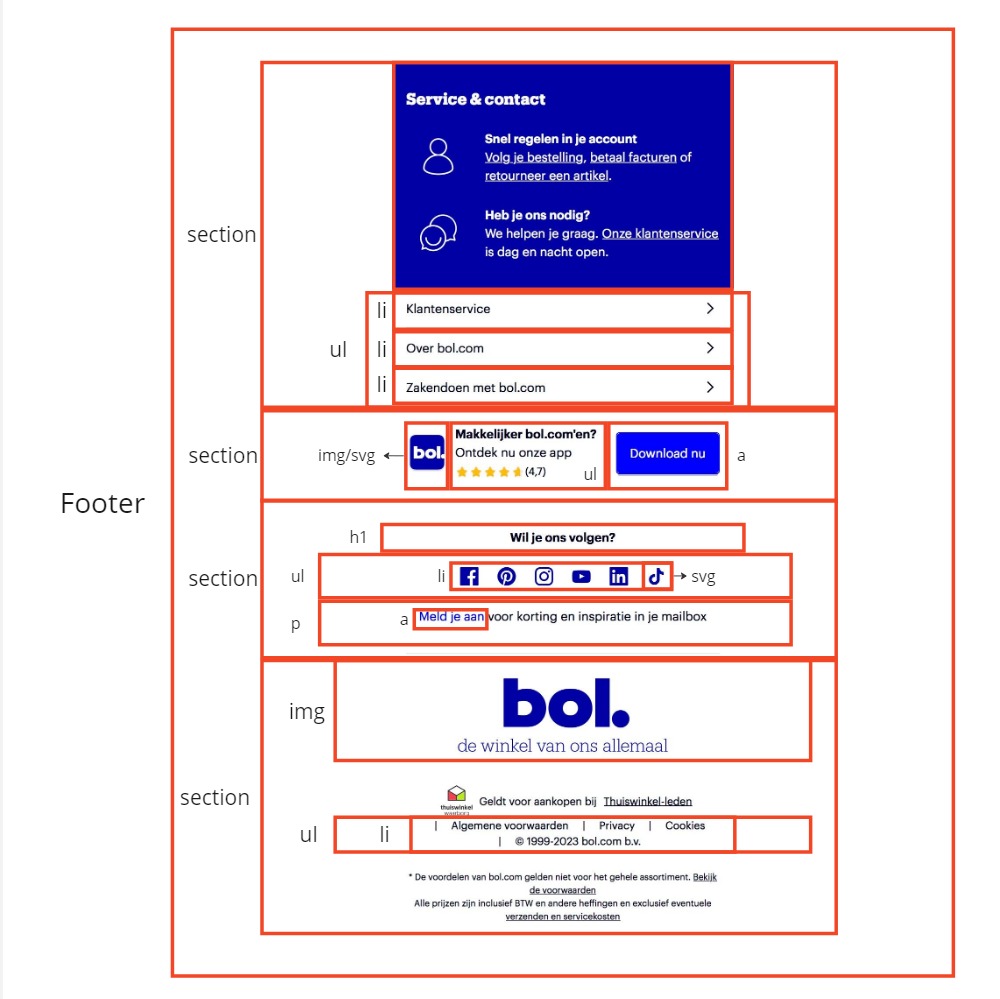 Service & contact
Snel regelen in je account
Volg je bestelling, betaal facturen of
retourneer een artikel.
Heb je ons nodig?
We helpen je graag. Onze klantenservice
is dag en nacht open.
section
li Klantenservice
ul li Over bol.com
li Zakendoen met bol.com
section
img/svg
bol.
Makkelijker bol.com'en?
Ontdek nu onze app
(4,7)
ul
Download nu
a
Footer
h1 Wil je ons volgen?
section
ul li svg
p a Meld je aan voor korting en inspiratie in je mailbox
img
bol.
de winkel van ons allemaal
section
thuiswinkel
Geldt voor aankopen bij Thuiswinkel-leden
ul li
| Algemene voorwaarden | Privacy | Cookies
| © 1999-2023 bol.com b.v.
* De voordelen van bol.com gelden niet voor het gehele assortiment. Bekijk
de voorwaarden
Alle prijzen zijn inclusief BTW en andere heffingen en exclusief eventuele
verzenden en servicekosten